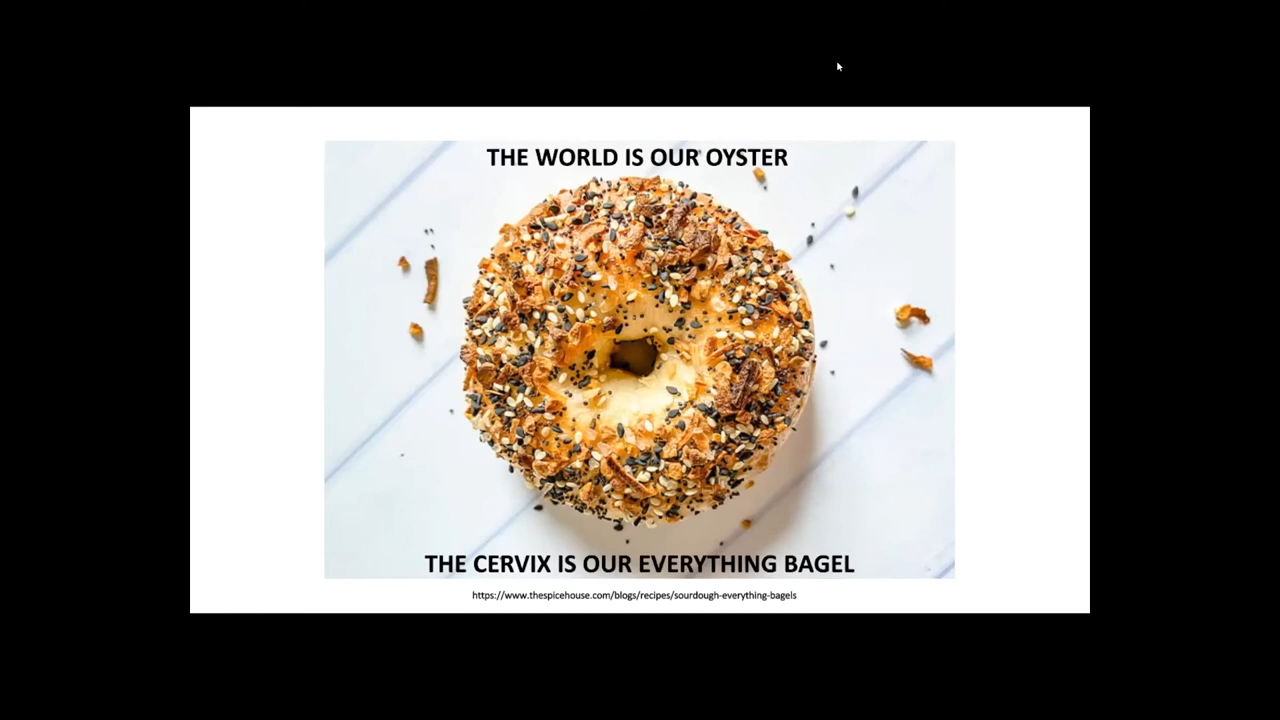 THE WORLD IS OUR OYSTER
THE CERVIX IS OUR EVERYTHING BAGEL
https://www.thespicehouse.com/blogs/recipes/sourdough-everything-bagels